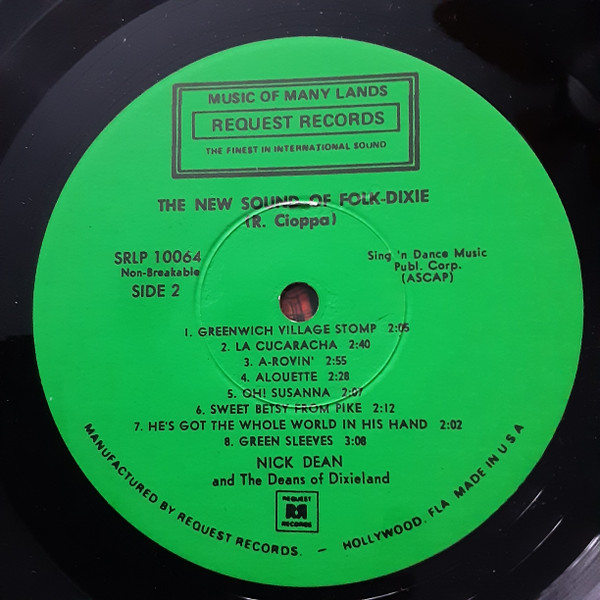 MUSIC OF MANY LANDS
REQUEST RECORDS
THE FINEST IN INTERNATIONAL SOUND
THE NEW SOUND OF FOLK-DIXIE
(R. Cioppa)
SRLP 10064
Non-Breakable
SIDE 2
Sing 'n Dance Music
Publ. Corp.
(ASCAP)
1. GREENWICH VILLAGE STOMP 2:05
2. LA CUCARACHA 2:40
3. A-ROVIN' 2:55
4. ALOUETTE 2:28
5. OH! SUSANNA 2:07
6. SWEET BETSY FROM PIKE 2:12
7. HE'S GOT THE WHOLE WORLD IN HIS HAND 2:02
8. GREEN SLEEVES 3:08
NICK DEAN
and The Deans of Dixieland
REQUEST
RR
RECORDS
MANUFACTURED BY REQUEST RECORDS. — HOLLYWOOD. FLA MADE IN U S A